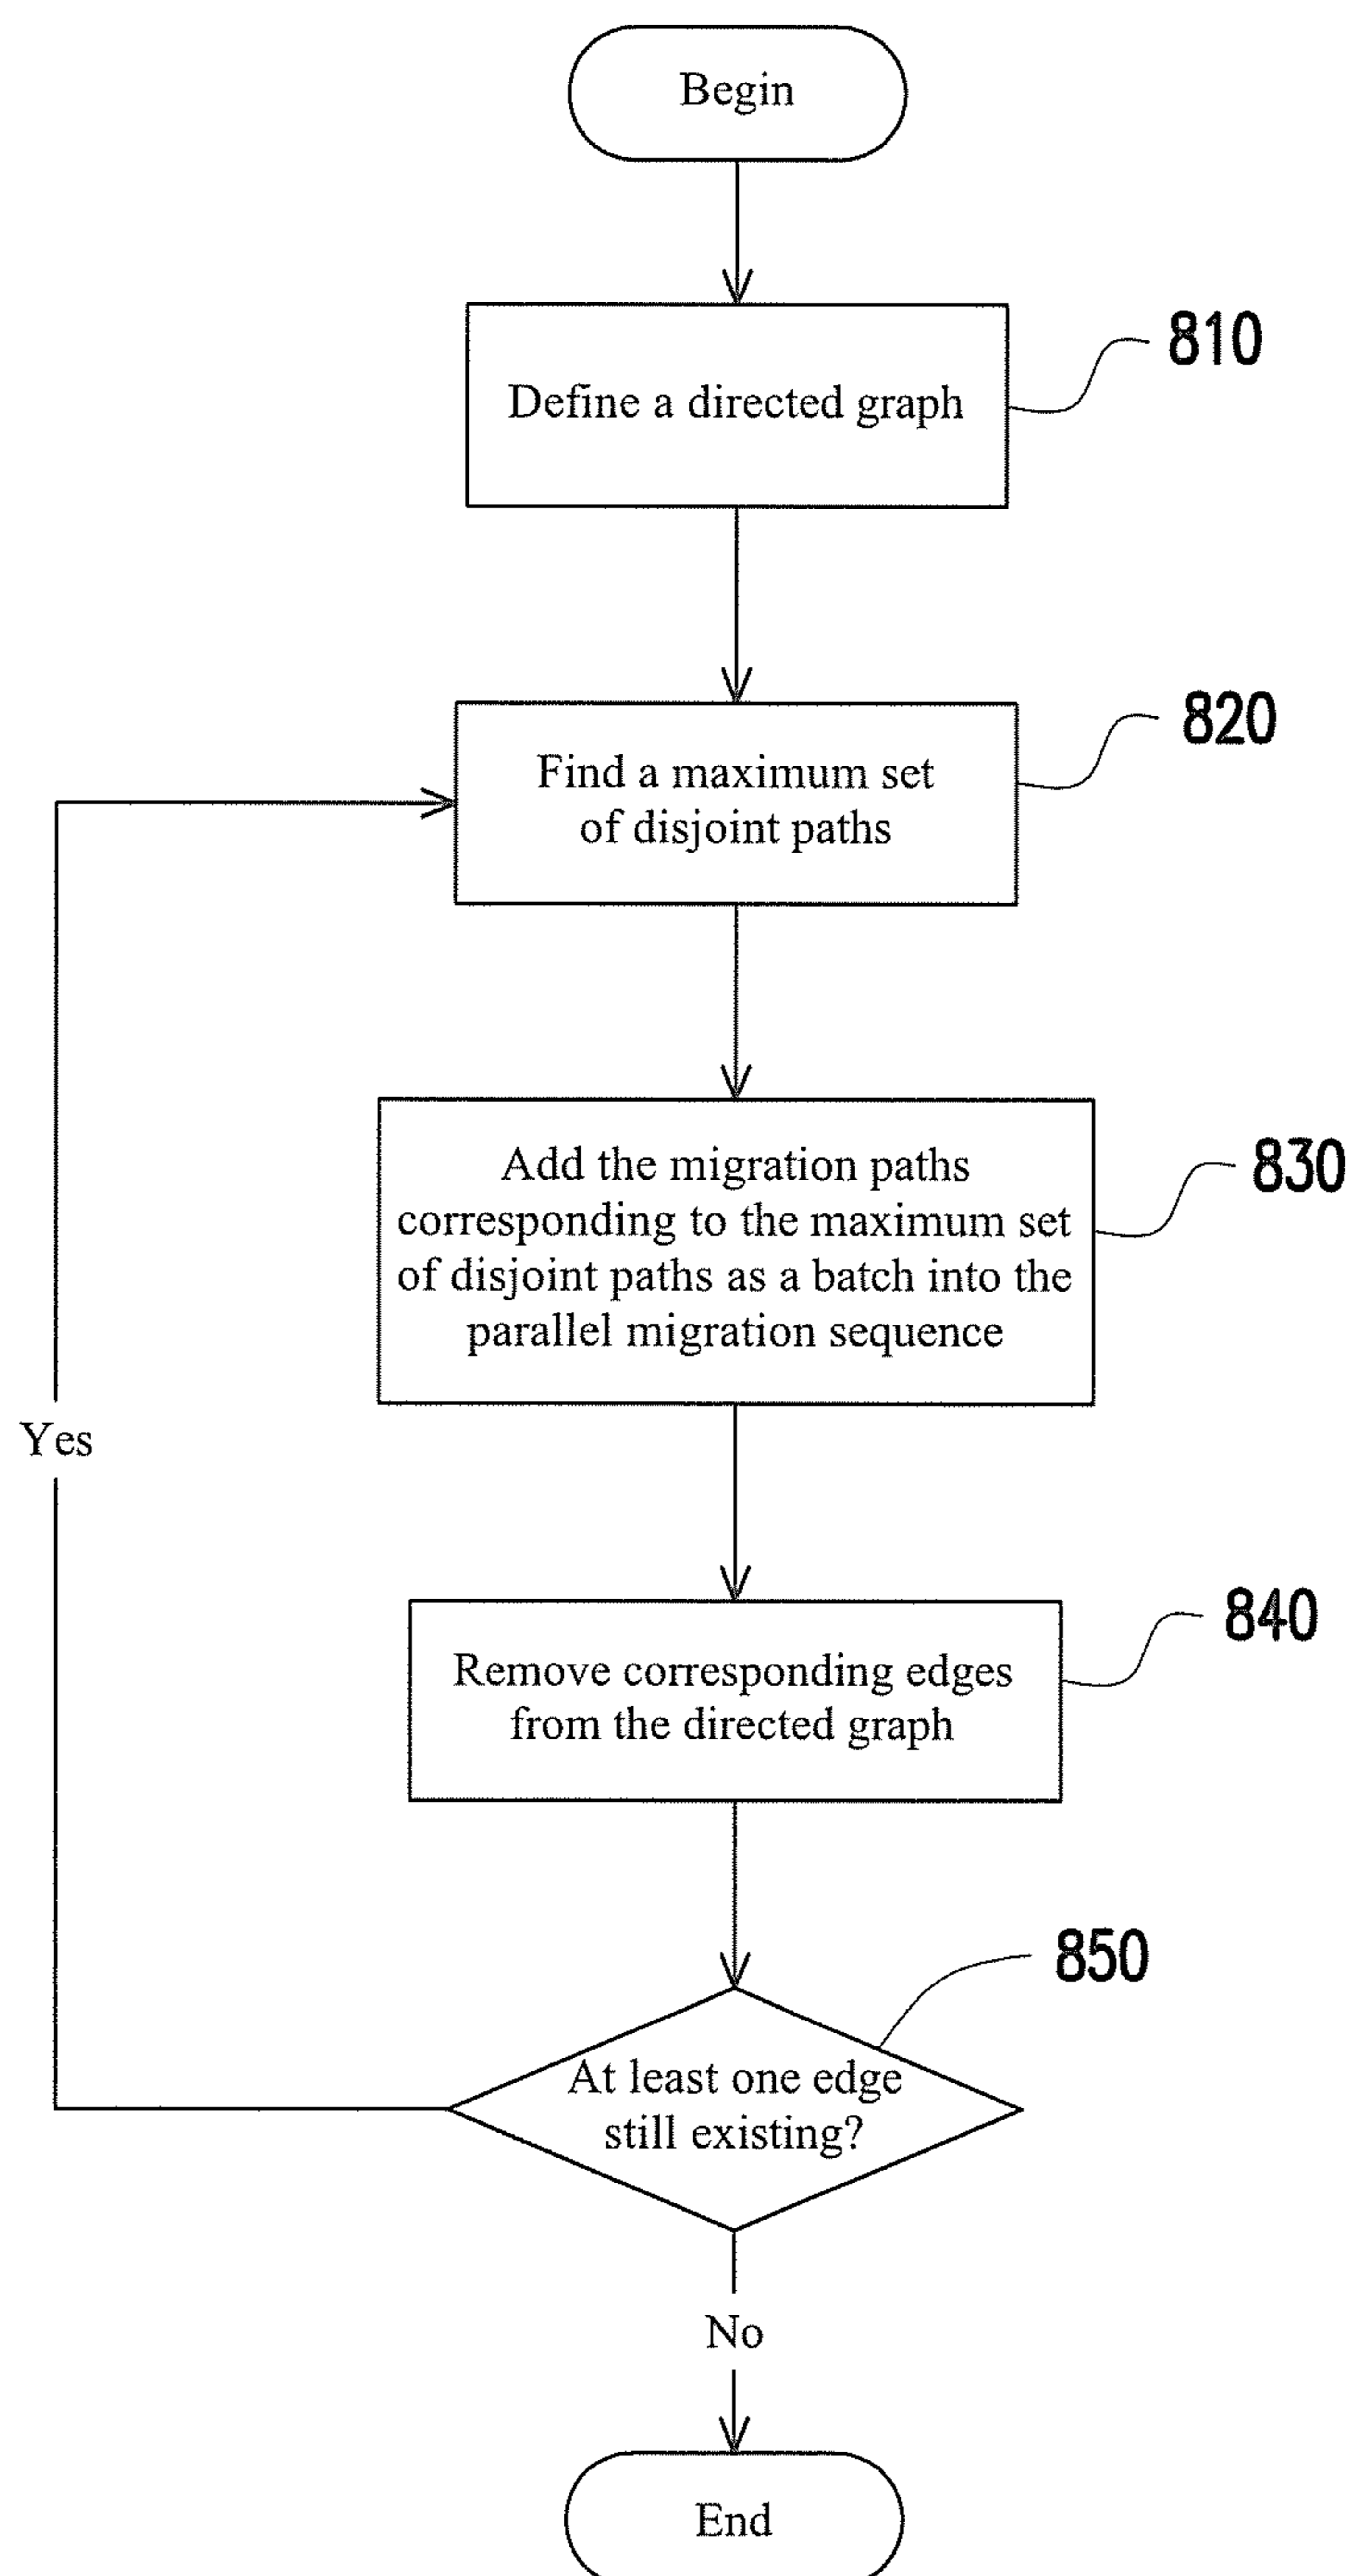 Begin
Define a directed graph
810
Find a maximum set
of disjoint paths
820
Add the migration paths
corresponding to the maximum set
of disjoint paths as a batch into the
parallel migration sequence
830
Yes
Remove corresponding edges
from the directed graph
840
At least one edge
still existing?
850
No
End